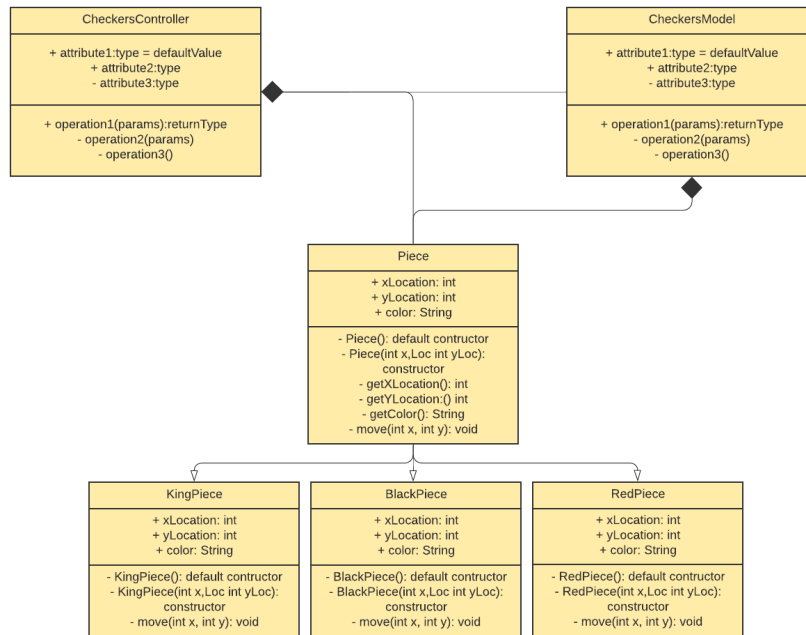 CheckersController
+ attribute1:type = defaultValue
+ attribute2:type
- attribute3:type
+ operation1(params):returnType
- operation2(params)
- operation3()
CheckersModel
+ attribute1:type = defaultValue
+ attribute2:type
- attribute3:type
+ operation1(params):returnType
- operation2(params)
- operation3()
Piece
+ xLocation: int
+ yLocation: int
+ color: String
- Piece(): default contructor
- Piece(int x,Loc int yLoc):
constructor
- getXLocation(): int
- getYLocation:() int
- getColor(): String
- move(int x, int y): void
KingPiece
+ xLocation: int
+ yLocation: int
+ color: String
- KingPiece(): default contructor
- KingPiece(int x,Loc int yLoc):
constructor
- move(int x, int y): void
BlackPiece
+ xLocation: int
+ yLocation: int
+ color: String
- BlackPiece(): default contructor
- BlackPiece(int x,Loc int yLoc):
constructor
- move(int x, int y): void
RedPiece
+ xLocation: int
+ yLocation: int
+ color: String
- RedPiece(): default contructor
- RedPiece(int x,Loc int yLoc):
constructor
- move(int x, int y): void